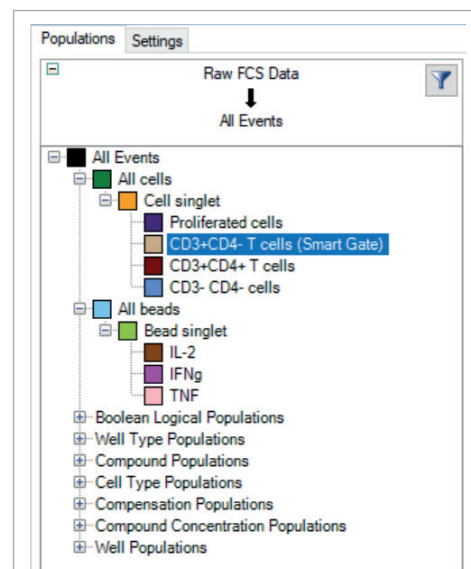 Populations Settings
Raw FCS Data
All Events
All Events
All cells
Cell singlet
Proliferated cells
CD3+CD4- T cells (Smart Gate)
CD3+CD4+ T cells
CD3- CD4- cells
All beads
Bead singlet
IL-2
IFNg
TNF
Boolean Logical Populations
Well Type Populations
Compound Populations
Cell Type Populations
Compensation Populations
Compound Concentration Populations
Well Populations